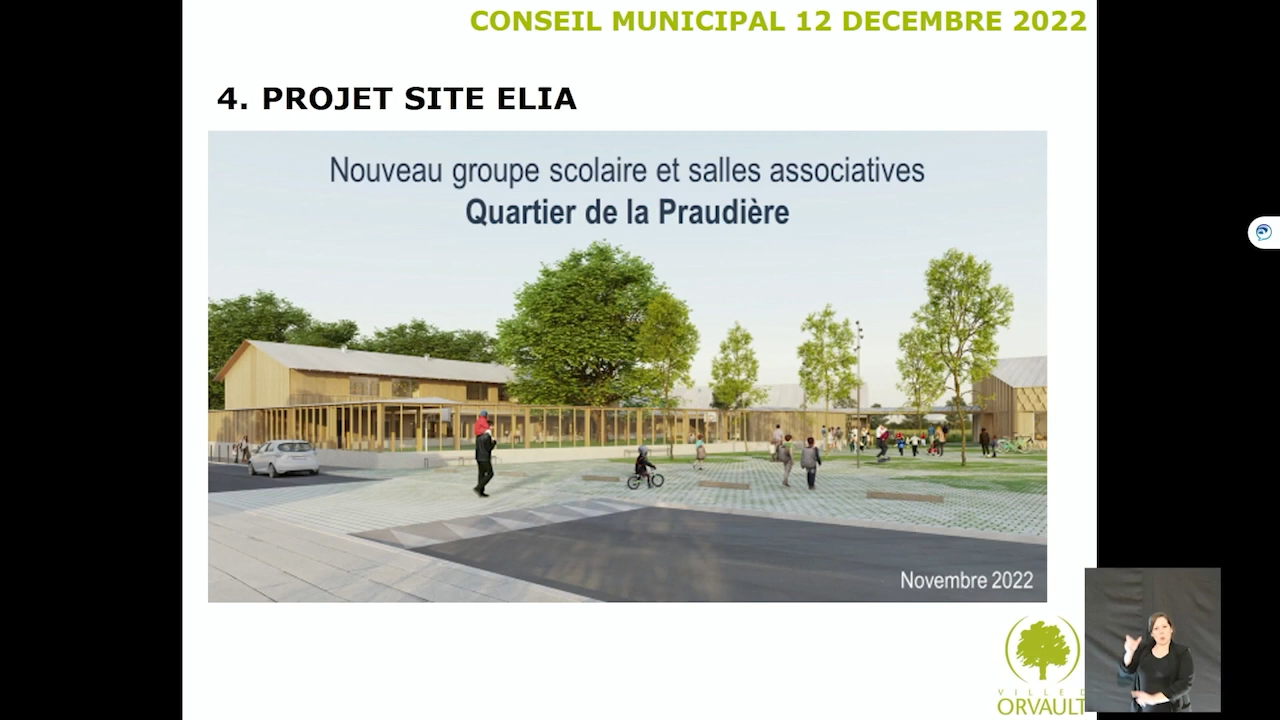 CONSEIL MUNICIPAL 12 DECEMBRE 2022
4. PROJET SITE ELIA
Nouveau groupe scolaire et salles associatives
Quartier de la Praudière
Novembre 2022
VILLE D
ORVAULT